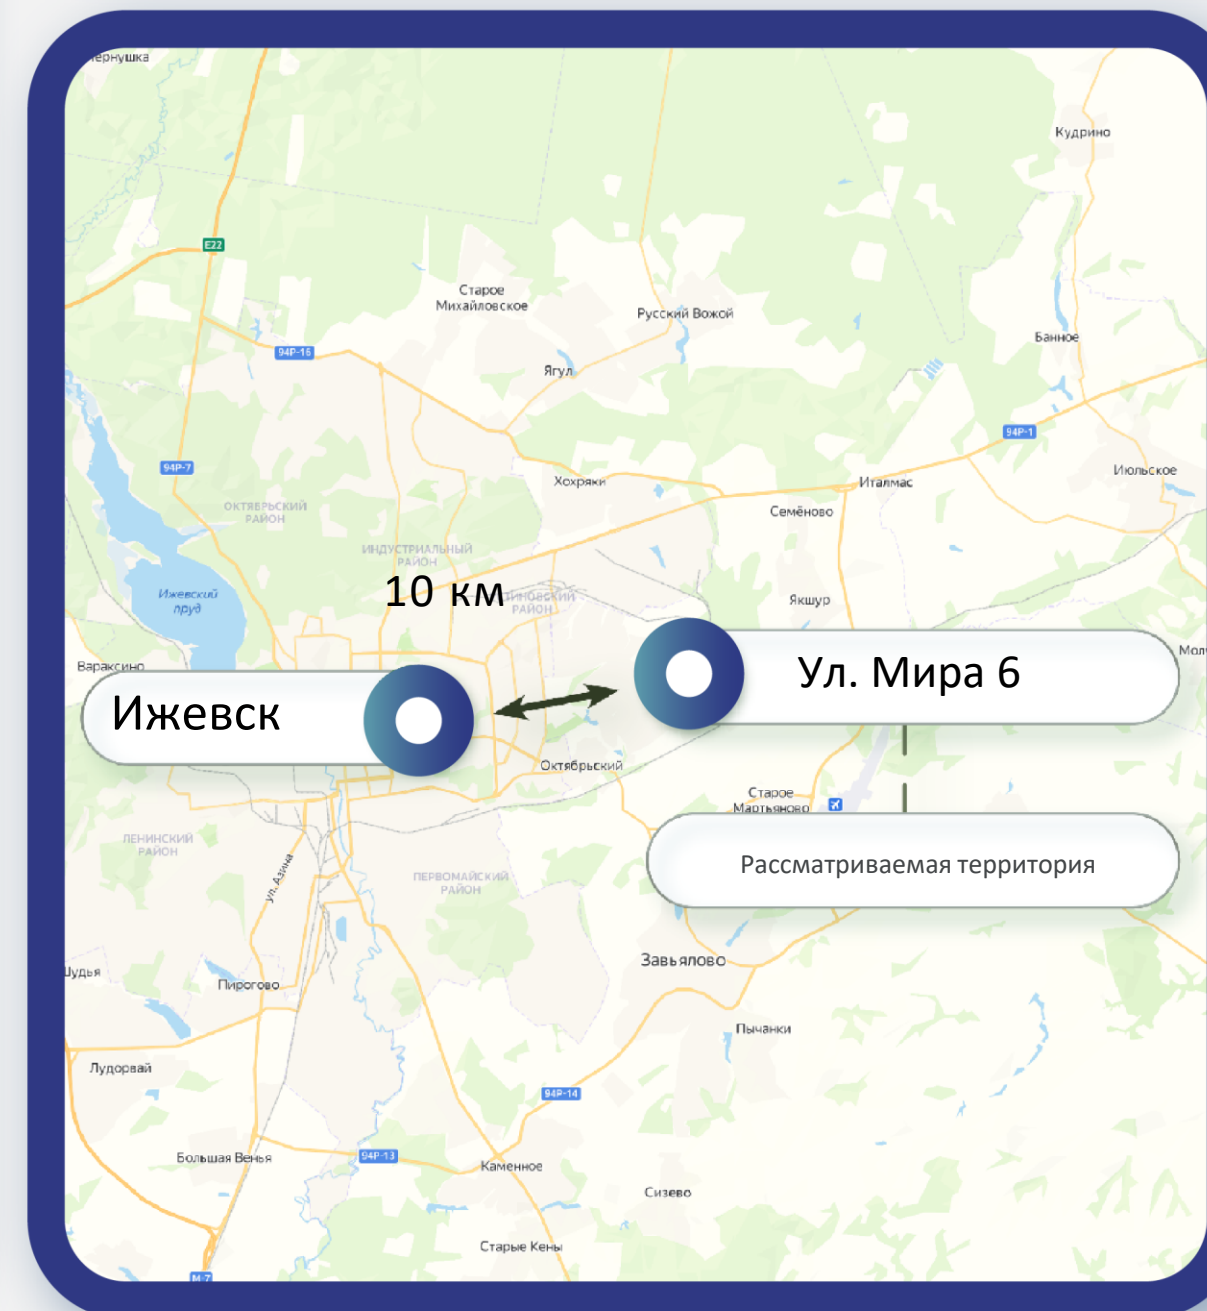 Кудрино
E22
Старое
Михайловское
Русский Вожой
Банное
94Р-16
Ягул
94Р-1
94Р-7
Хохряки
Италмас
Июльское
ОКТЯБРЬСКИЙ
РАЙОН
Семёново
ИНДУСТРИАЛЬНЫЙ
РАЙОН
10 км
РАЙОН
Ижевский
пруд
Якшур
Вараксино
Ул. Мира 6
Ижевск
Октябрьский
Старое
Мартьяново
ЛЕНИНСКИЙ
РАЙОН
ул. Азина
ПЕРВОМАЙСКИЙ
РАЙОН
Рассматриваемая территория
Завьялово
Пирогово
Пычанки
Лудорвай
94Р-14
Большая Венья
94Р-13
Каменное
Сизево
Старые Кены
М-7